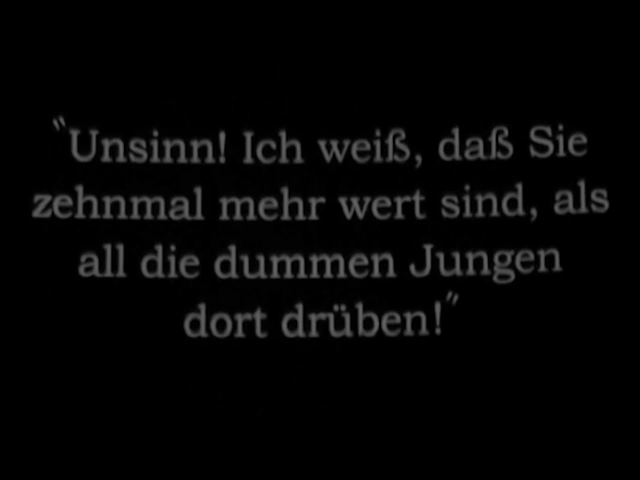 "Unsinn! Ich weiß, daß Sie
zehnmal mehr wert sind, als
all die dummen Jungen
dort drüben!"